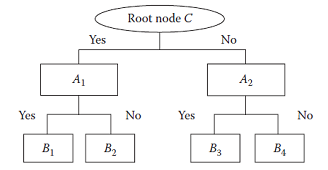 Root node C
Yes No
A₁ A₂
Yes No Yes No
B₁ B₂ B₃ B₄